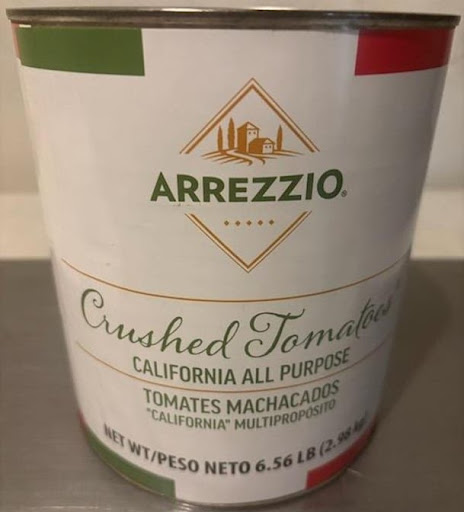 ARREZZIO®
Crushed Tomatoes
CALIFORNIA ALL PURPOSE
TOMATES MACHACADOS
"CALIFORNIA" MULTIPROPÓSITO
NET WT/PESO NETO 6.56 LB (2.98 kg)